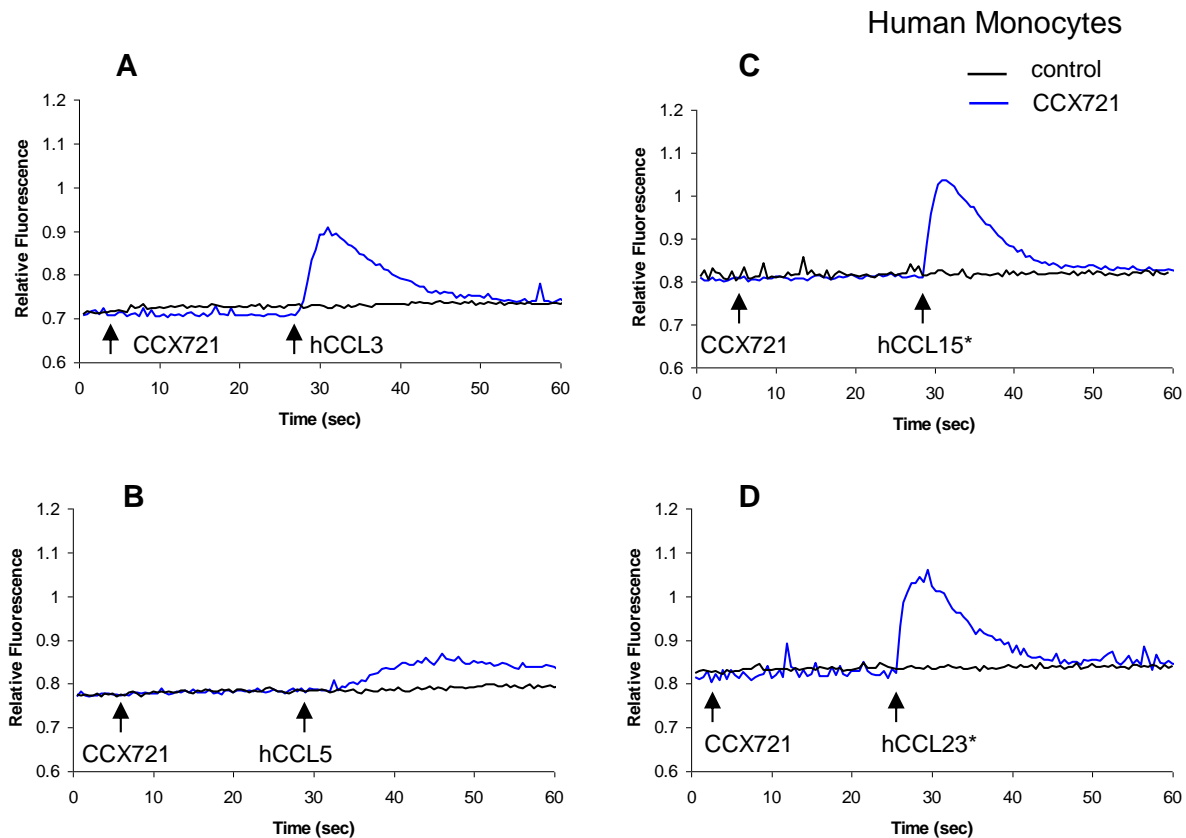 Human Monocytes
control
CCX721
A
1.2
1.1
1
0.9
0.8
0.7
0.6
Relative Fluorescence
CCX721
hCCL3
0 10 20 30 40 50 60
Time (sec)
C
1.2
1.1
1
0.9
0.8
0.7
0.6
Relative Fluorescence
CCX721
hCCL15*
0 10 20 30 40 50 60
Time (sec)
B
1.2
1.1
1
0.9
0.8
0.7
0.6
Relative Fluorescence
CCX721
hCCL5
0 10 20 30 40 50 60
Time (sec)
D
1.2
1.1
1
0.9
0.8
0.7
0.6
Relative Fluorescence
CCX721
hCCL23*
0 10 20 30 40 50 60
Time (sec)